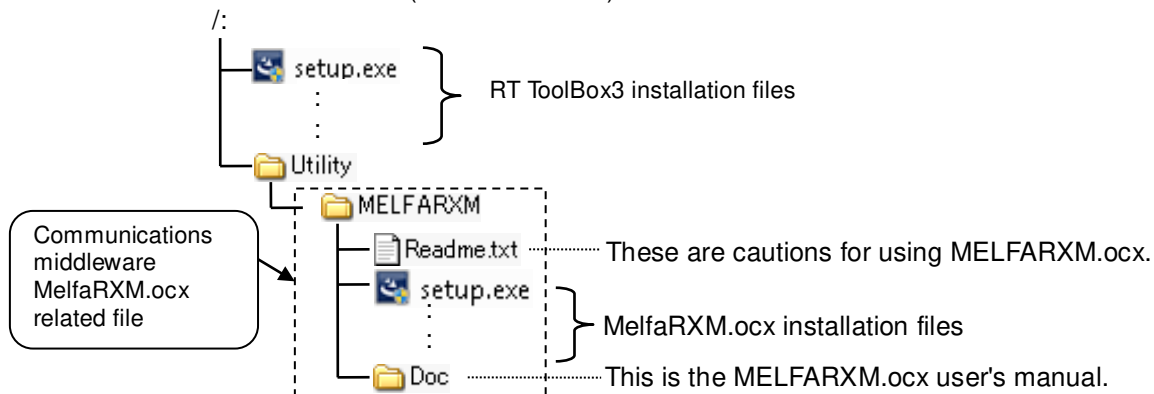 /:
setup.exe
:
:
RT ToolBox3 installation files
Utility
MELFARXM
Communications
middleware
MelfaRXM.ocx
related file
Readme.txt
These are cautions for using MELFARXM.ocx.
setup.exe
:
:
MelfaRXM.ocx installation files
Doc
This is the MELFARXM.ocx user's manual.